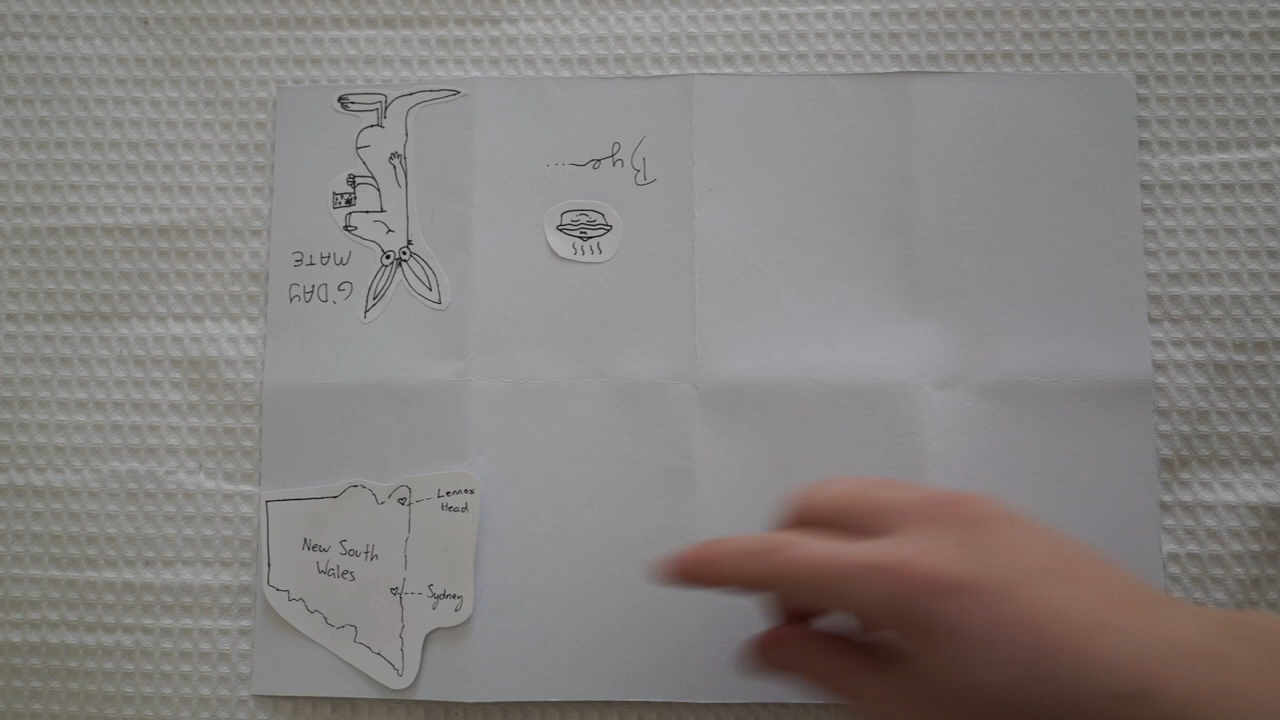 G'DAY
MATE
Bye....
New South
Wales
Lennox
Head
Sydney